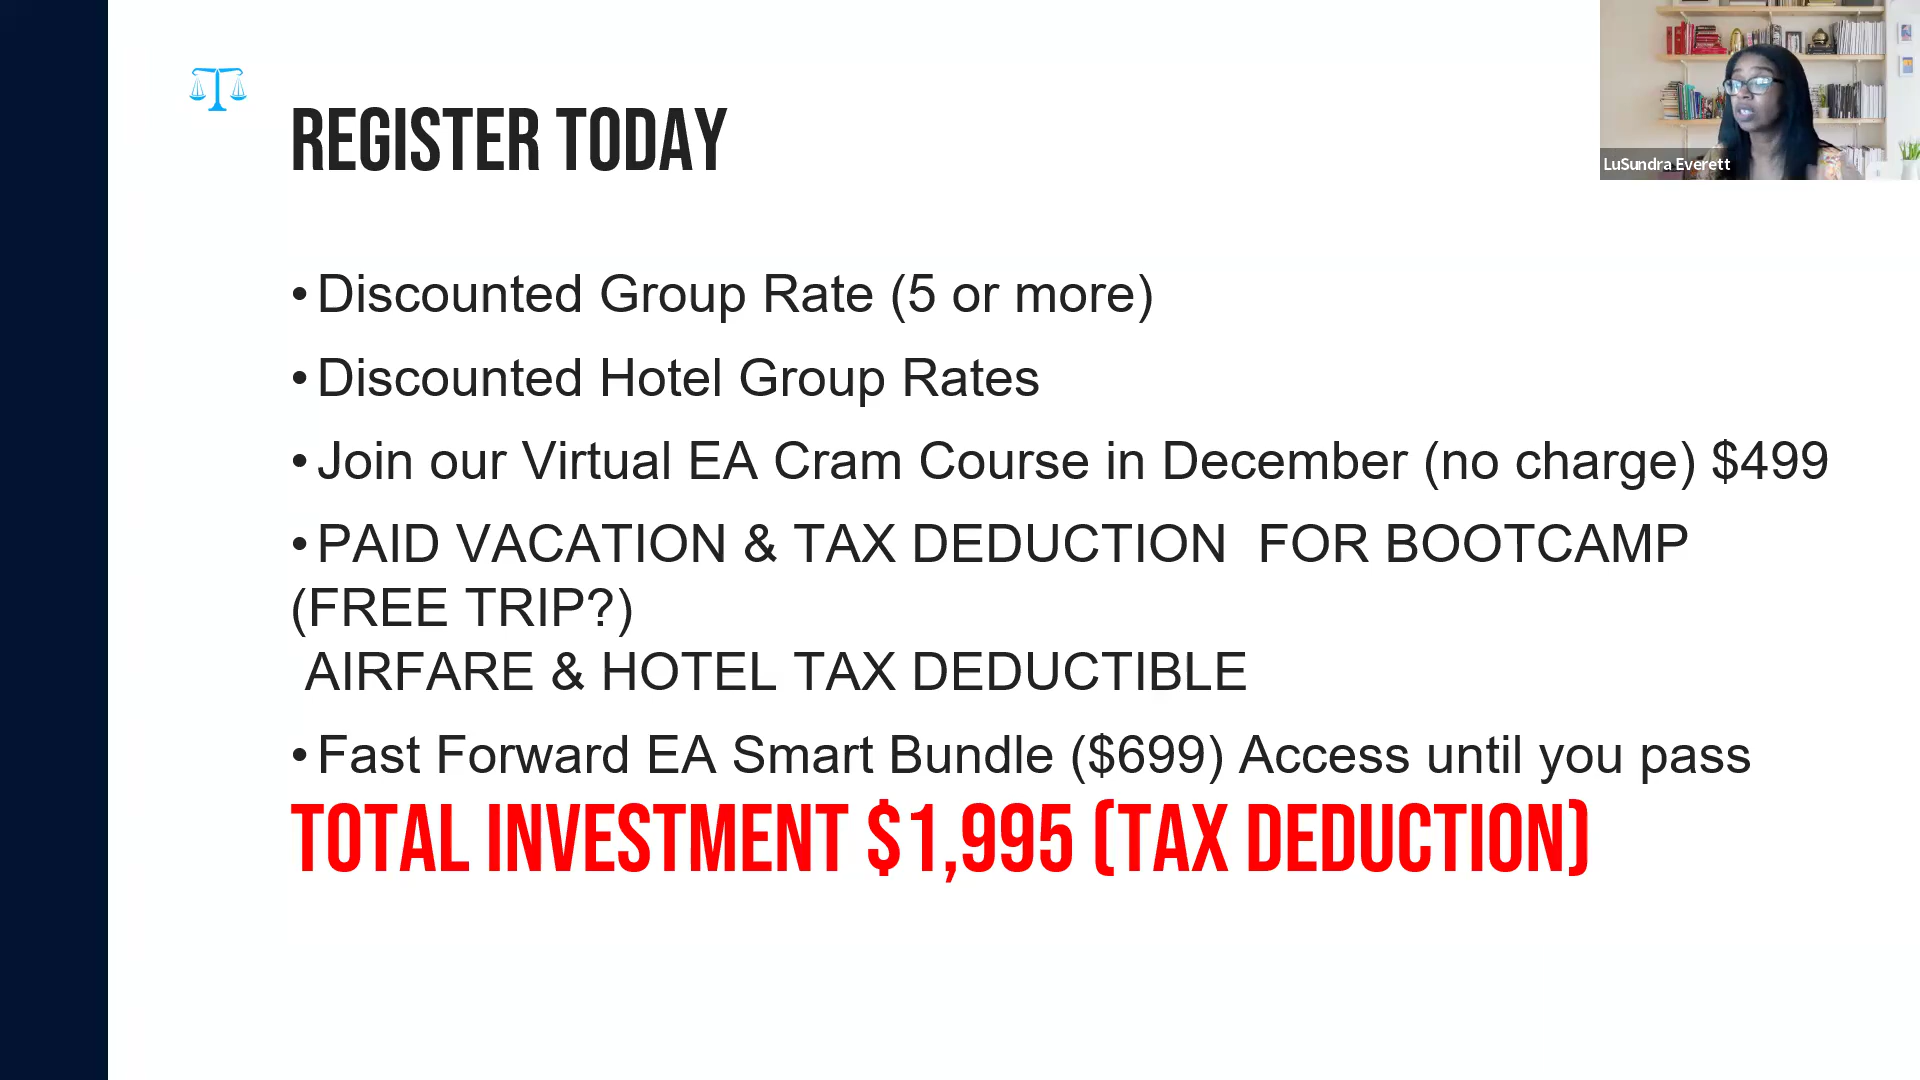 REGISTER TODAY
LuSundra Everett
• Discounted Group Rate (5 or more)
• Discounted Hotel Group Rates
• Join our Virtual EA Cram Course in December (no charge) $499
• PAID VACATION & TAX DEDUCTION  FOR BOOTCAMP
(FREE TRIP?)
AIRFARE & HOTEL TAX DEDUCTIBLE
• Fast Forward EA Smart Bundle ($699) Access until you pass
TOTAL INVESTMENT $1,995 (TAX DEDUCTION)